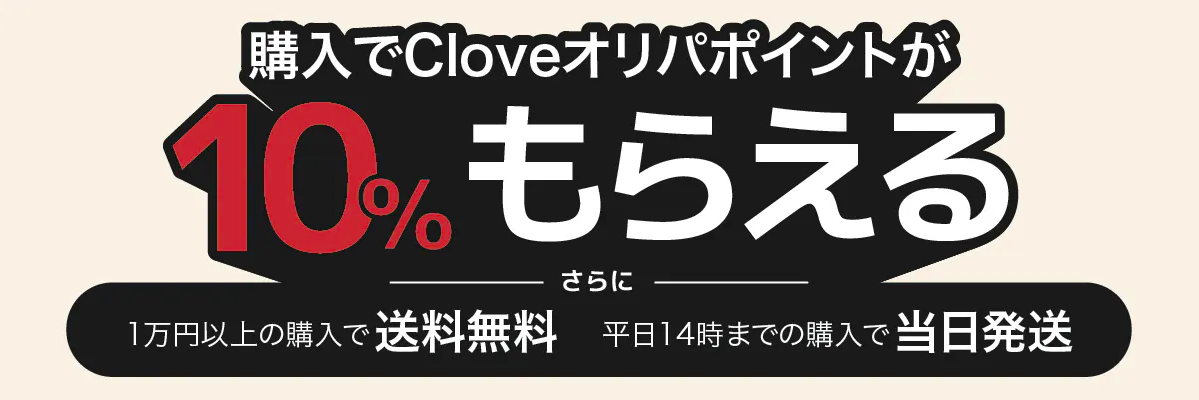 購入でCloveオリパポイントが
10%もらえる
さらに
1万円以上の購入で送料無料 平日14時までの購入で当日発送